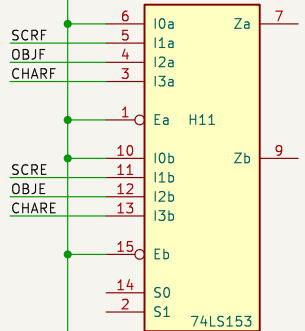 6 I0a Za 7
SCRF 5 I1a
OBJF 4 I2a
CHARF 3 I3a
1 Ea H11
10 I0b Zb 9
SCRE 11 I1b
OBJE 12 I2b
CHARE 13 I3b
15 Eb
14 S0
2 S1
74LS153